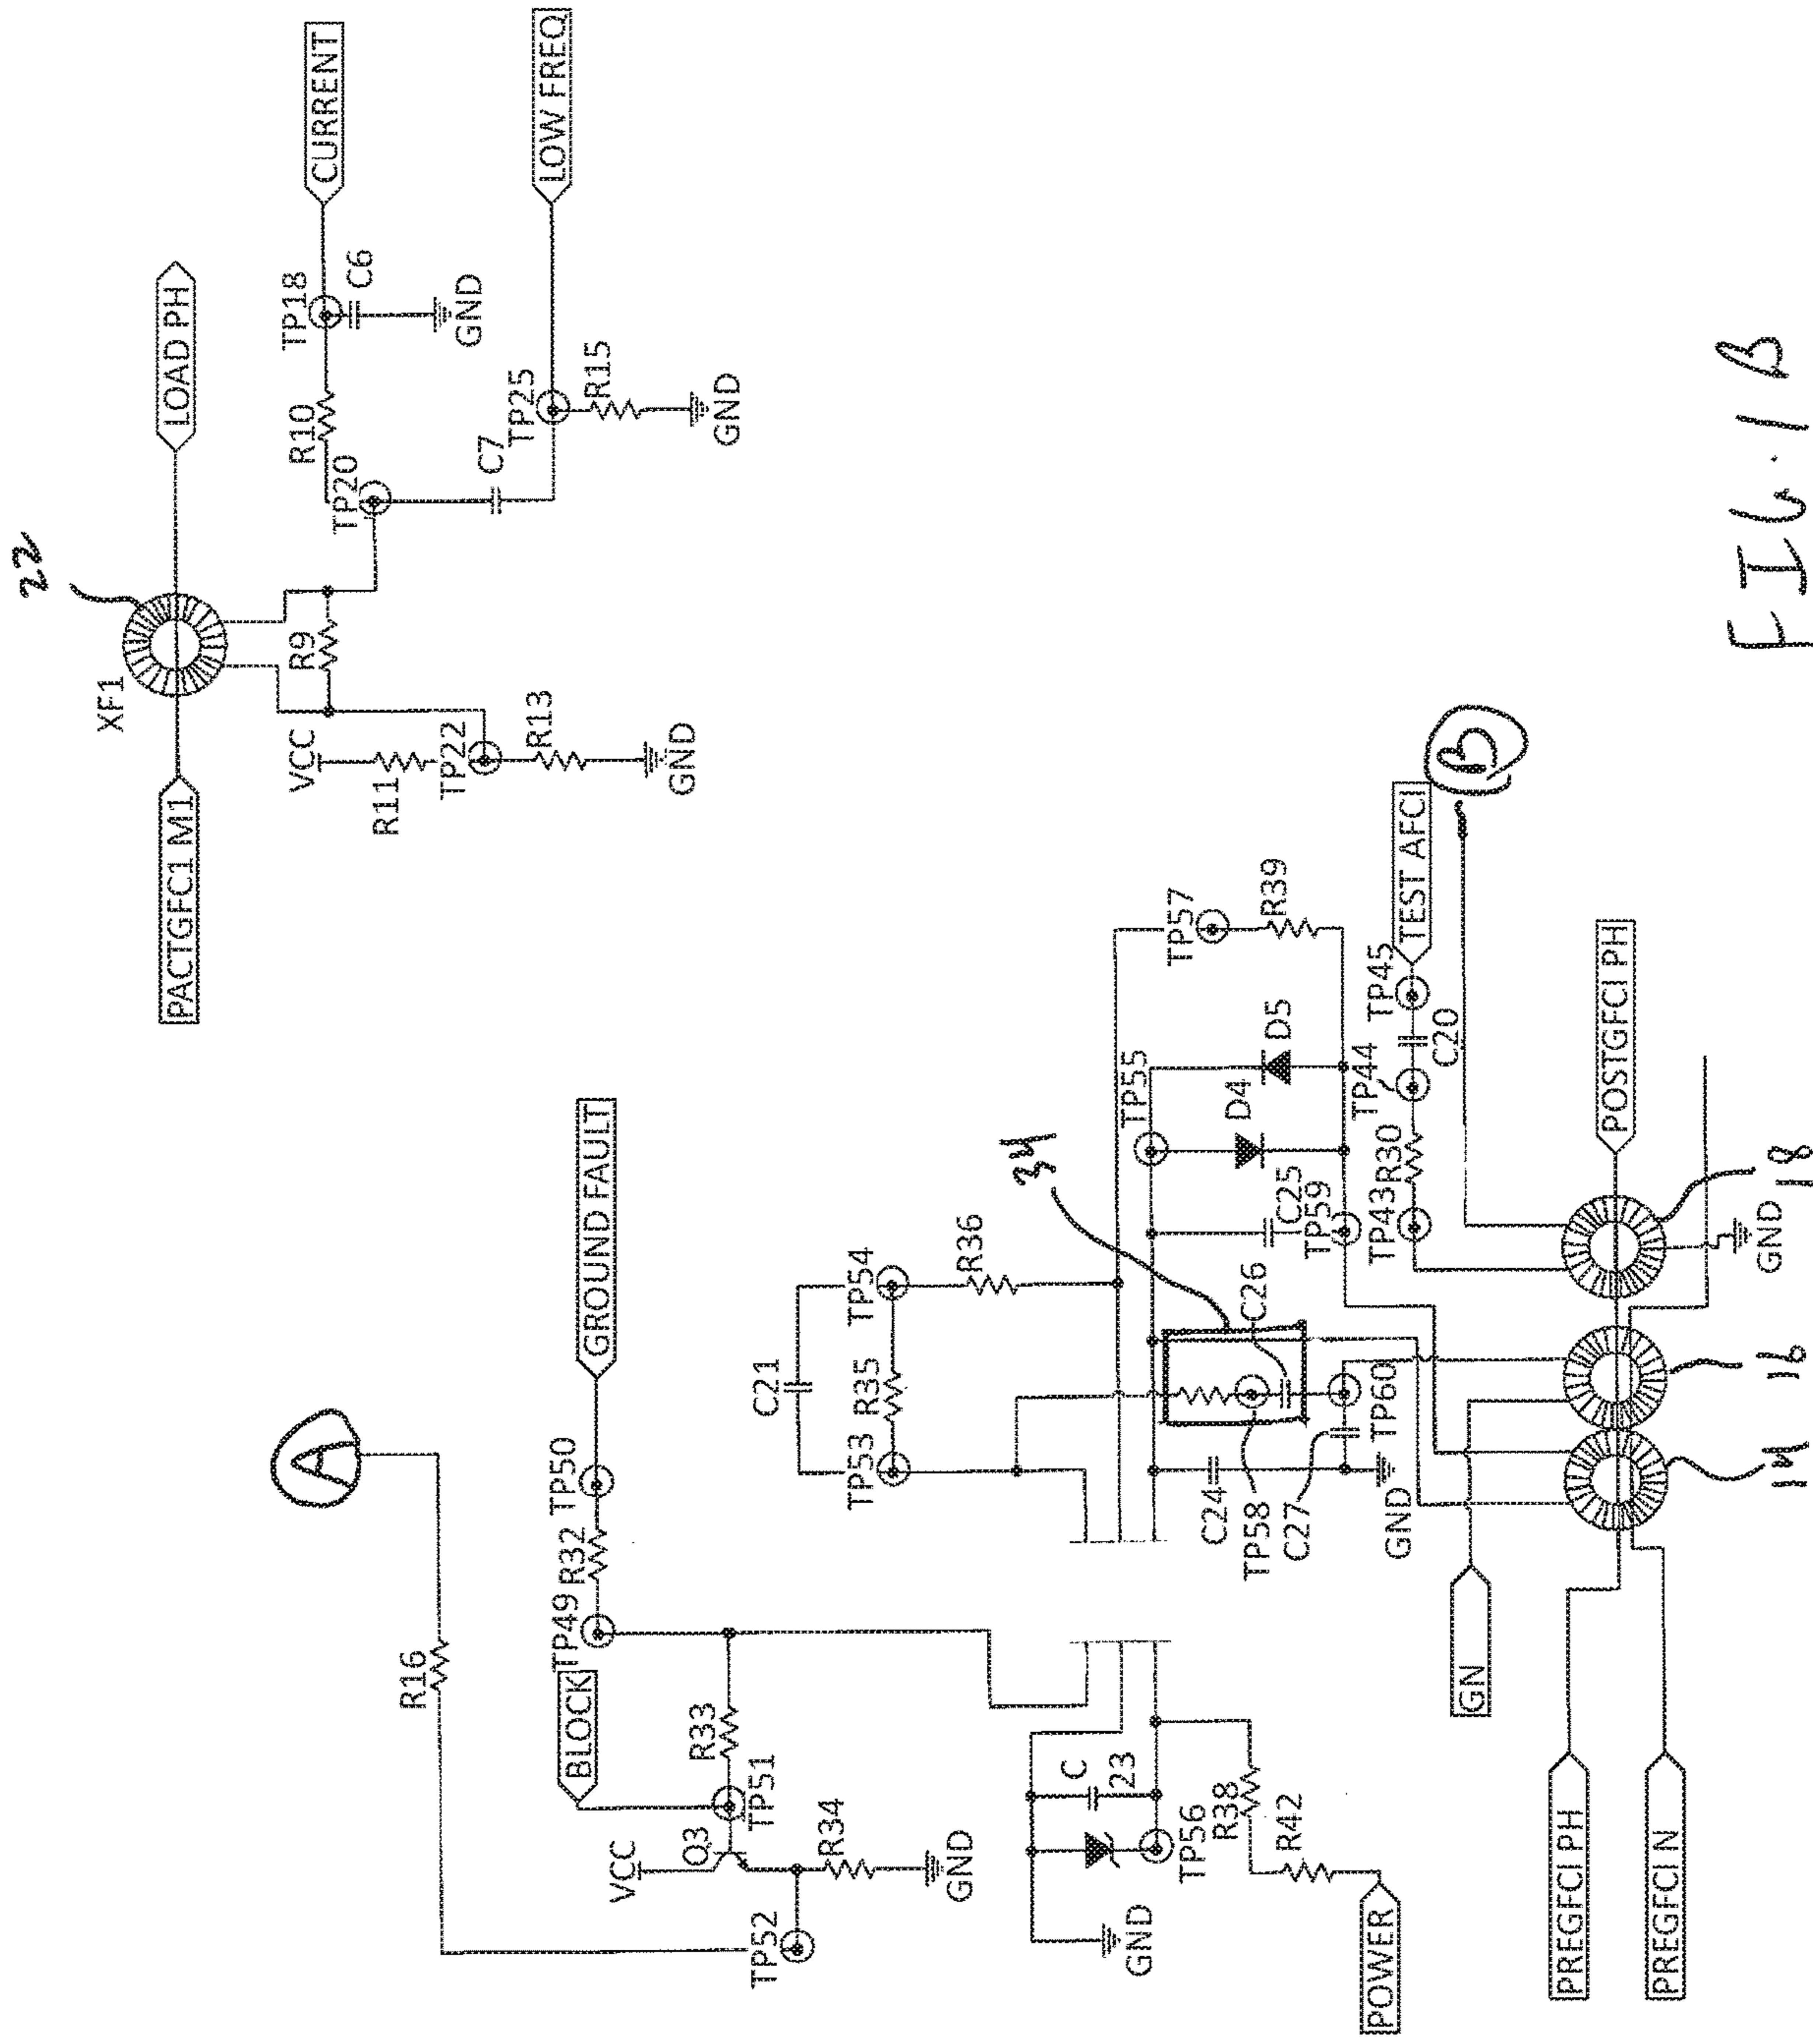 22
XF1
PACTGFC1 M1
LOAD PH
VCC
R11
TP22
R13
GND
R9
TP20
R10
TP18
C6
GND
CURRENT
C7
TP25
R15
GND
LOW FREQ
A
R16
BLOCK
TP49
R32
TP50
GROUND FAULT
VCC
Q3
TP51
R33
TP52
R34
GND
C21
TP53
R35
TP54
R36
34
GND
C
23
TP56
R38
R42
POWER
C24
TP58
C27
GND
C26
TP60
C25
TP59
TP55
D4
D5
TP57
R39
TP43
R30
TP44
C20
TP45
TEST AFCI
B
GN
PREGFCI PH
PREGFCI N
POSTGFCI PH
GND
14
16
18
FIG. 1B